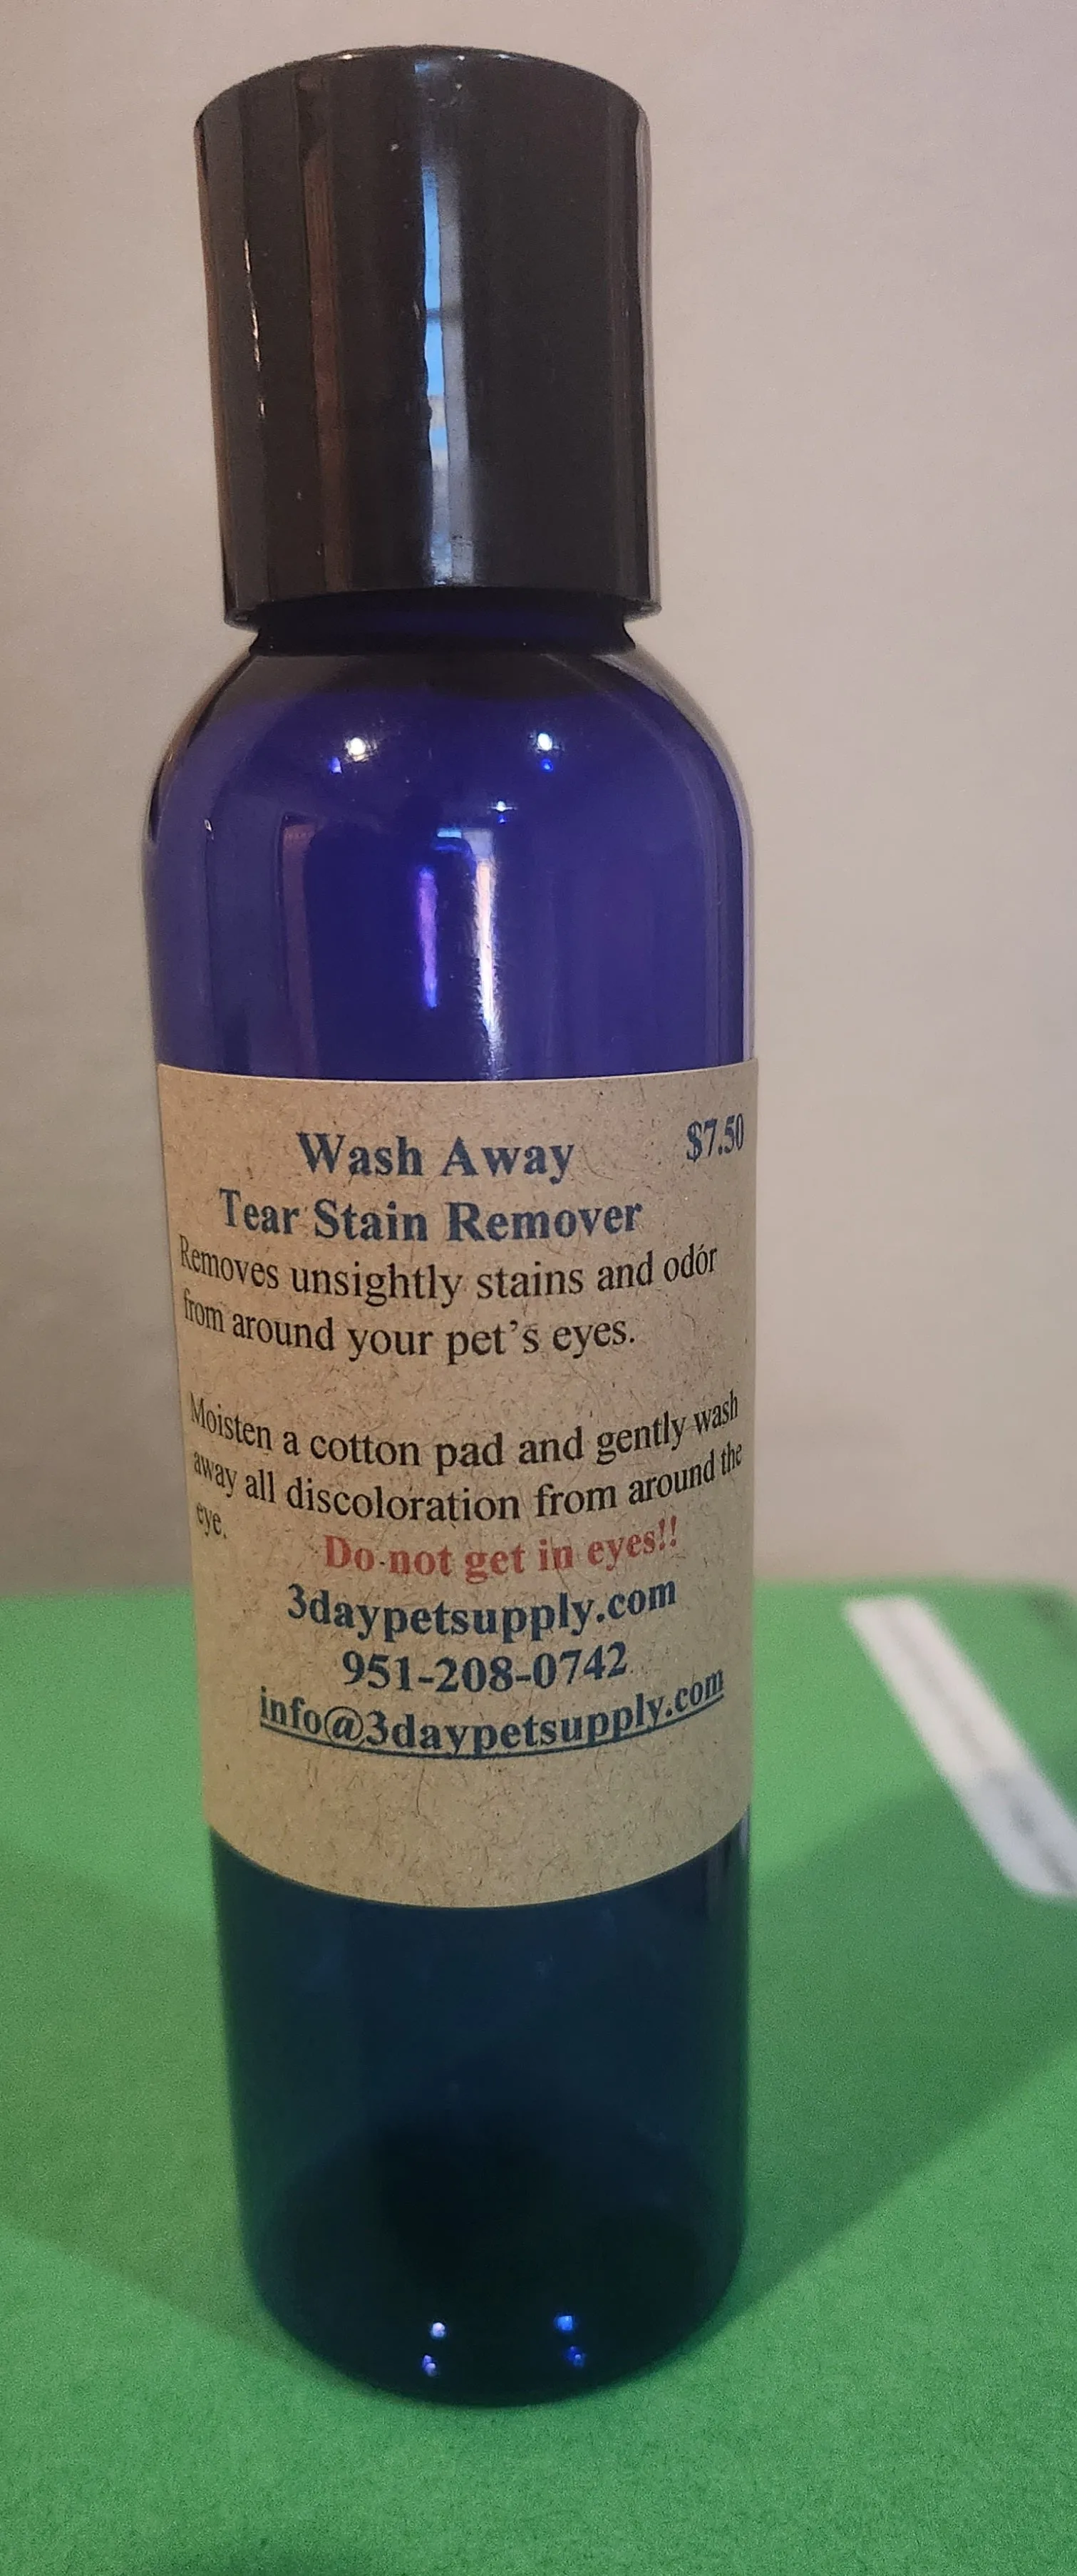 Wash Away
$7.50
Tear Stain Remover
Removes unsightly stains and odor
from around your pet's eyes.
Moisten a cotton pad and gently wash
away all discoloration from around the
eye.
Do not get in eyes!!
3daypetsupply.com
951-208-0742
info@3daypetsupply.com